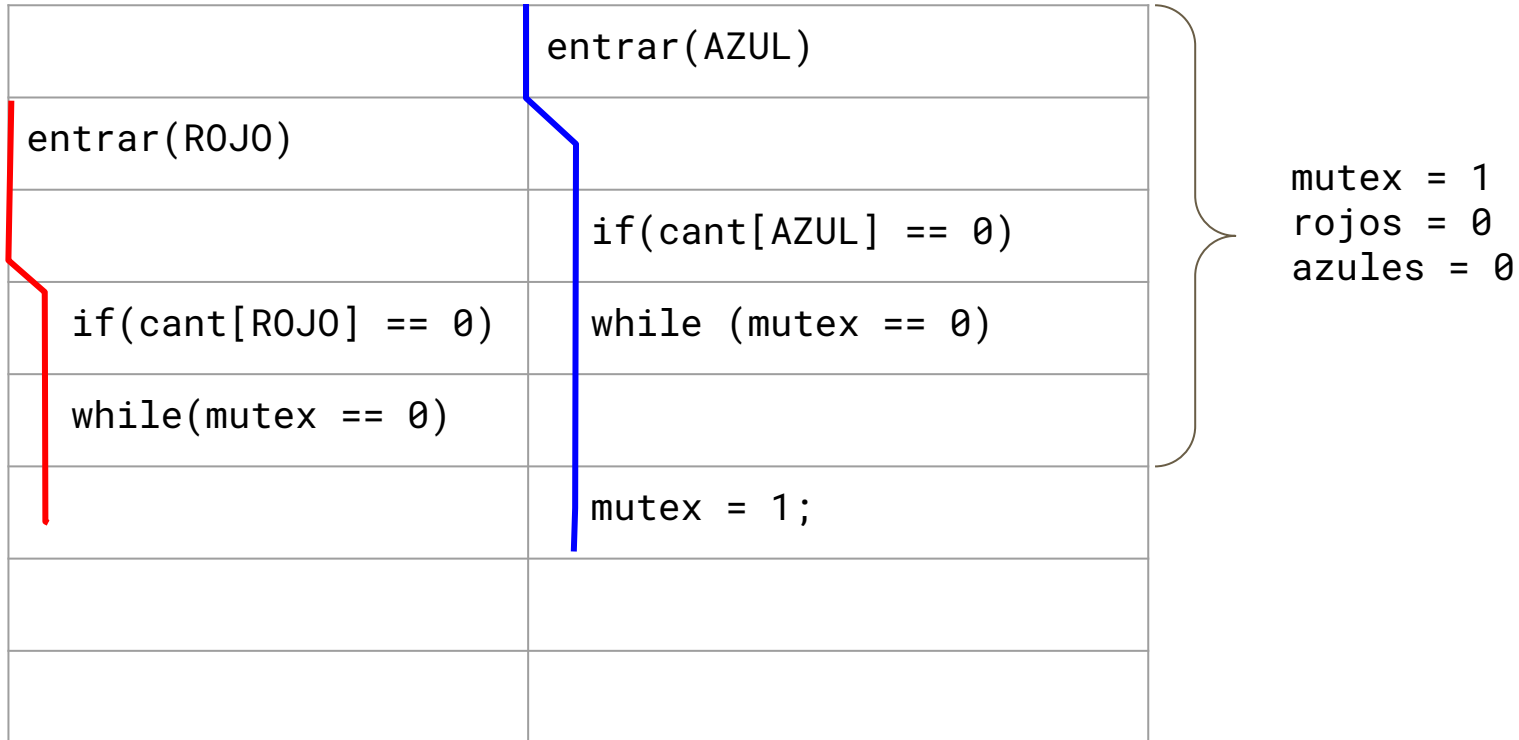 entrar(AZUL)
entrar(ROJO)
if(cant[AZUL] == 0)
if(cant[ROJO] == 0)
while (mutex == 0)
while(mutex == 0)
mutex = 1;
mutex = 1
rojos = 0
azules = 0